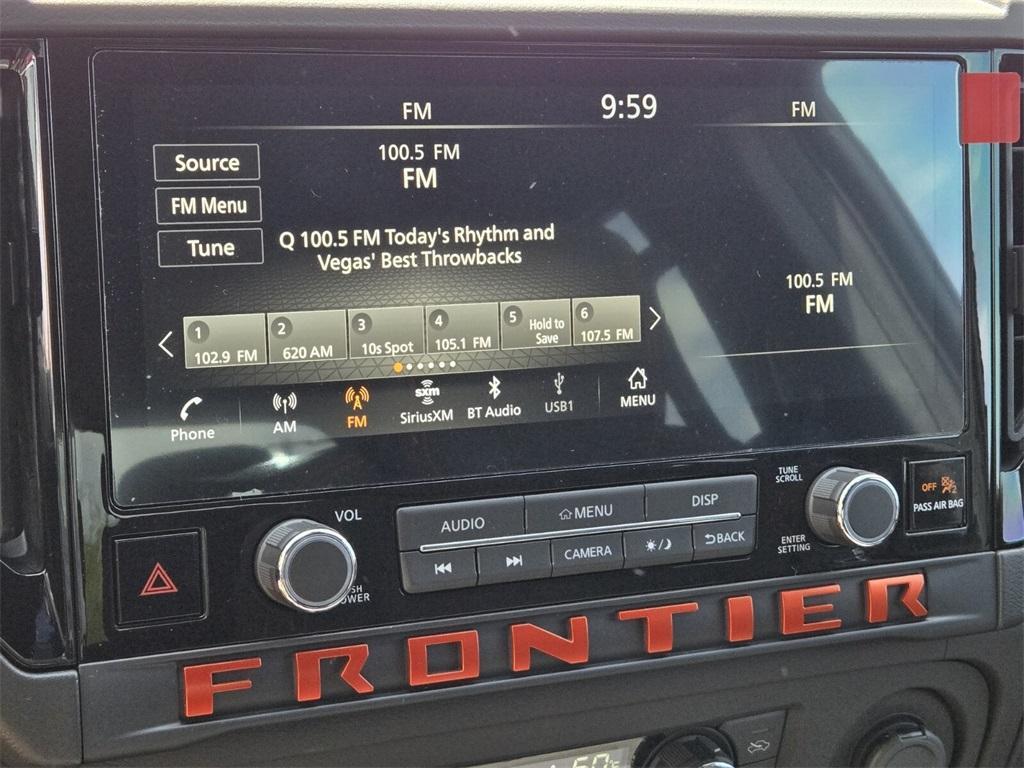 FM 9:59 FM
100.5 FM
FM
Source
FM Menu
Tune
Q 100.5 FM Today's Rhythm and
Vegas' Best Throwbacks
100.5 FM
FM
1 2 3 4 5 6
102.9 FM 620 AM 10s Spot 105.1 FM Hold to Save 107.5 FM
Phone AM FM SiriusXM BT Audio USB1 MENU
sxm
VOL
AUDIO MENU DISP
CAMERA BACK
TUNE
SCROLL
ENTER
SETTING
OFF 2
PASS AIR BAG
FRONTIER
60°F